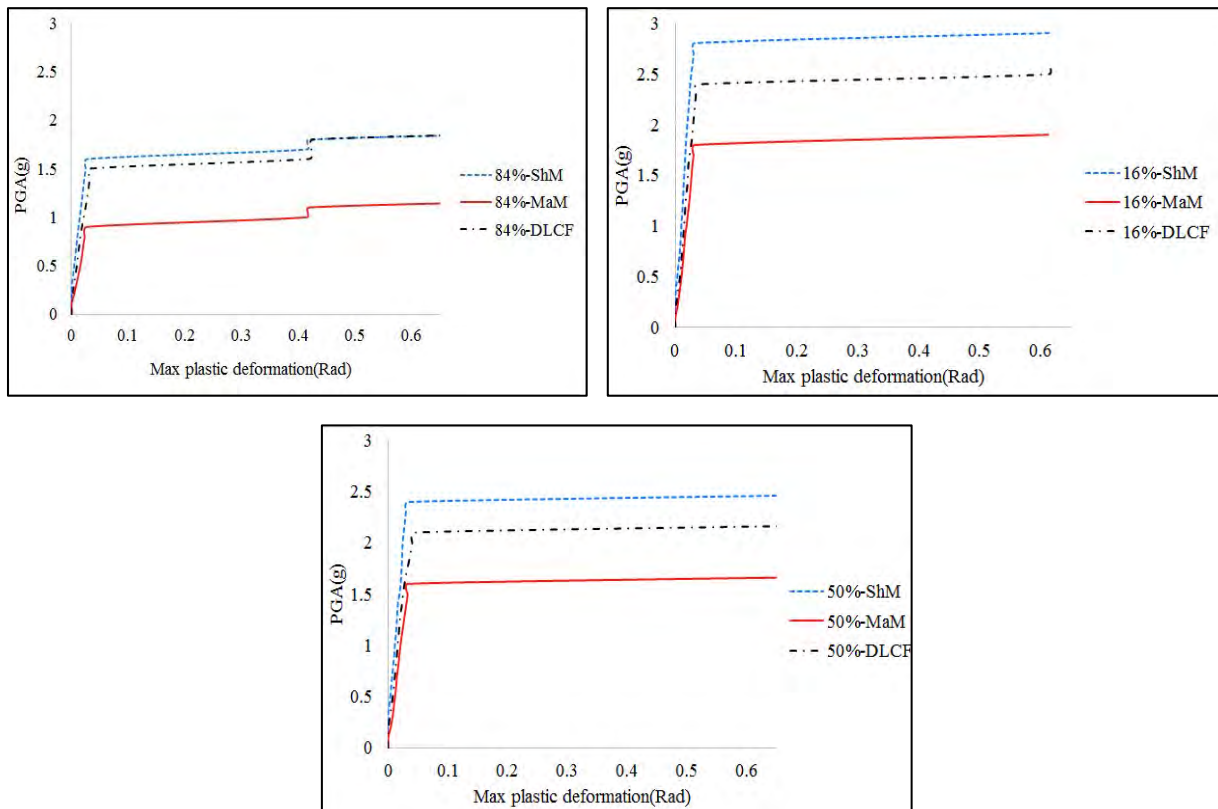 3
2.5
2
1.5
1
0.5
0
PGA(g)
0 0.1 0.2 0.3 0.4 0.5 0.6
Max plastic deformation(Rad)
84%-ShM
84%-MaM
84%-DLCF
3
2.5
2
1.5
1
0.5
0
PGA(g)
0 0.1 0.2 0.3 0.4 0.5 0.6
Max plastic deformation(Rad)
16%-ShM
16%-MaM
16%-DLCF
3
2.5
2
1.5
1
0.5
0
PGA(g)
0 0.1 0.2 0.3 0.4 0.5 0.6
Max plastic deformation(Rad)
50%-ShM
50%-MaM
50%-DLCF